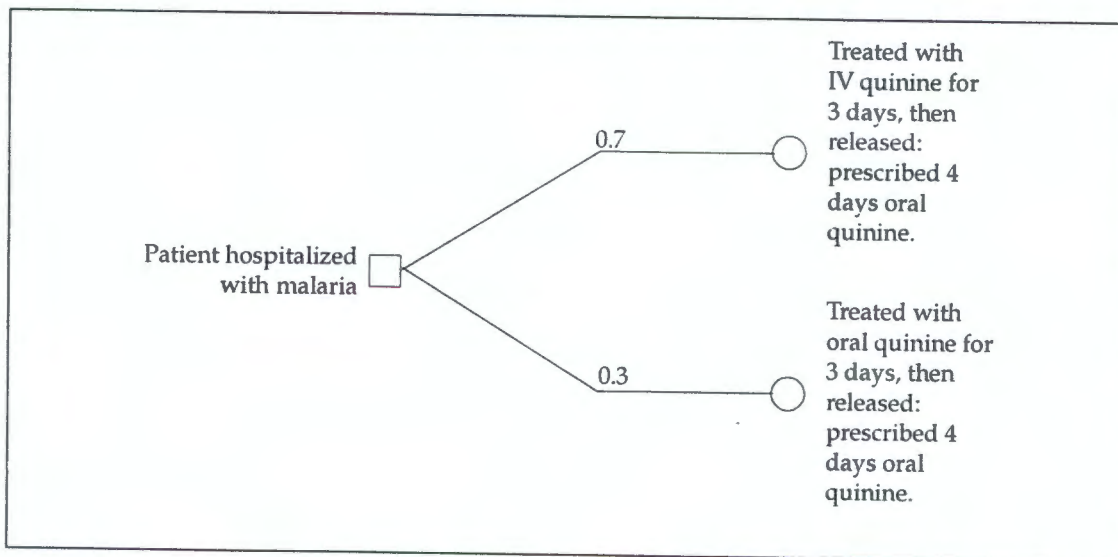 Treated with
IV quinine for
3 days, then
released:
prescribed 4
days oral
quinine.
0.7
Patient hospitalized
with malaria
0.3
Treated with
oral quinine for
3 days, then
released:
prescribed 4
days oral
quinine.